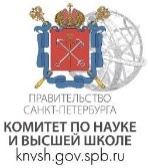 ПРАВИТЕЛЬСТВО
САНКТ-ПЕТЕРБУРГА
КОМИТЕТ ПО НАУКЕ
И ВЫСШЕЙ ШКОЛЕ
knvsh.gov.spb.ru